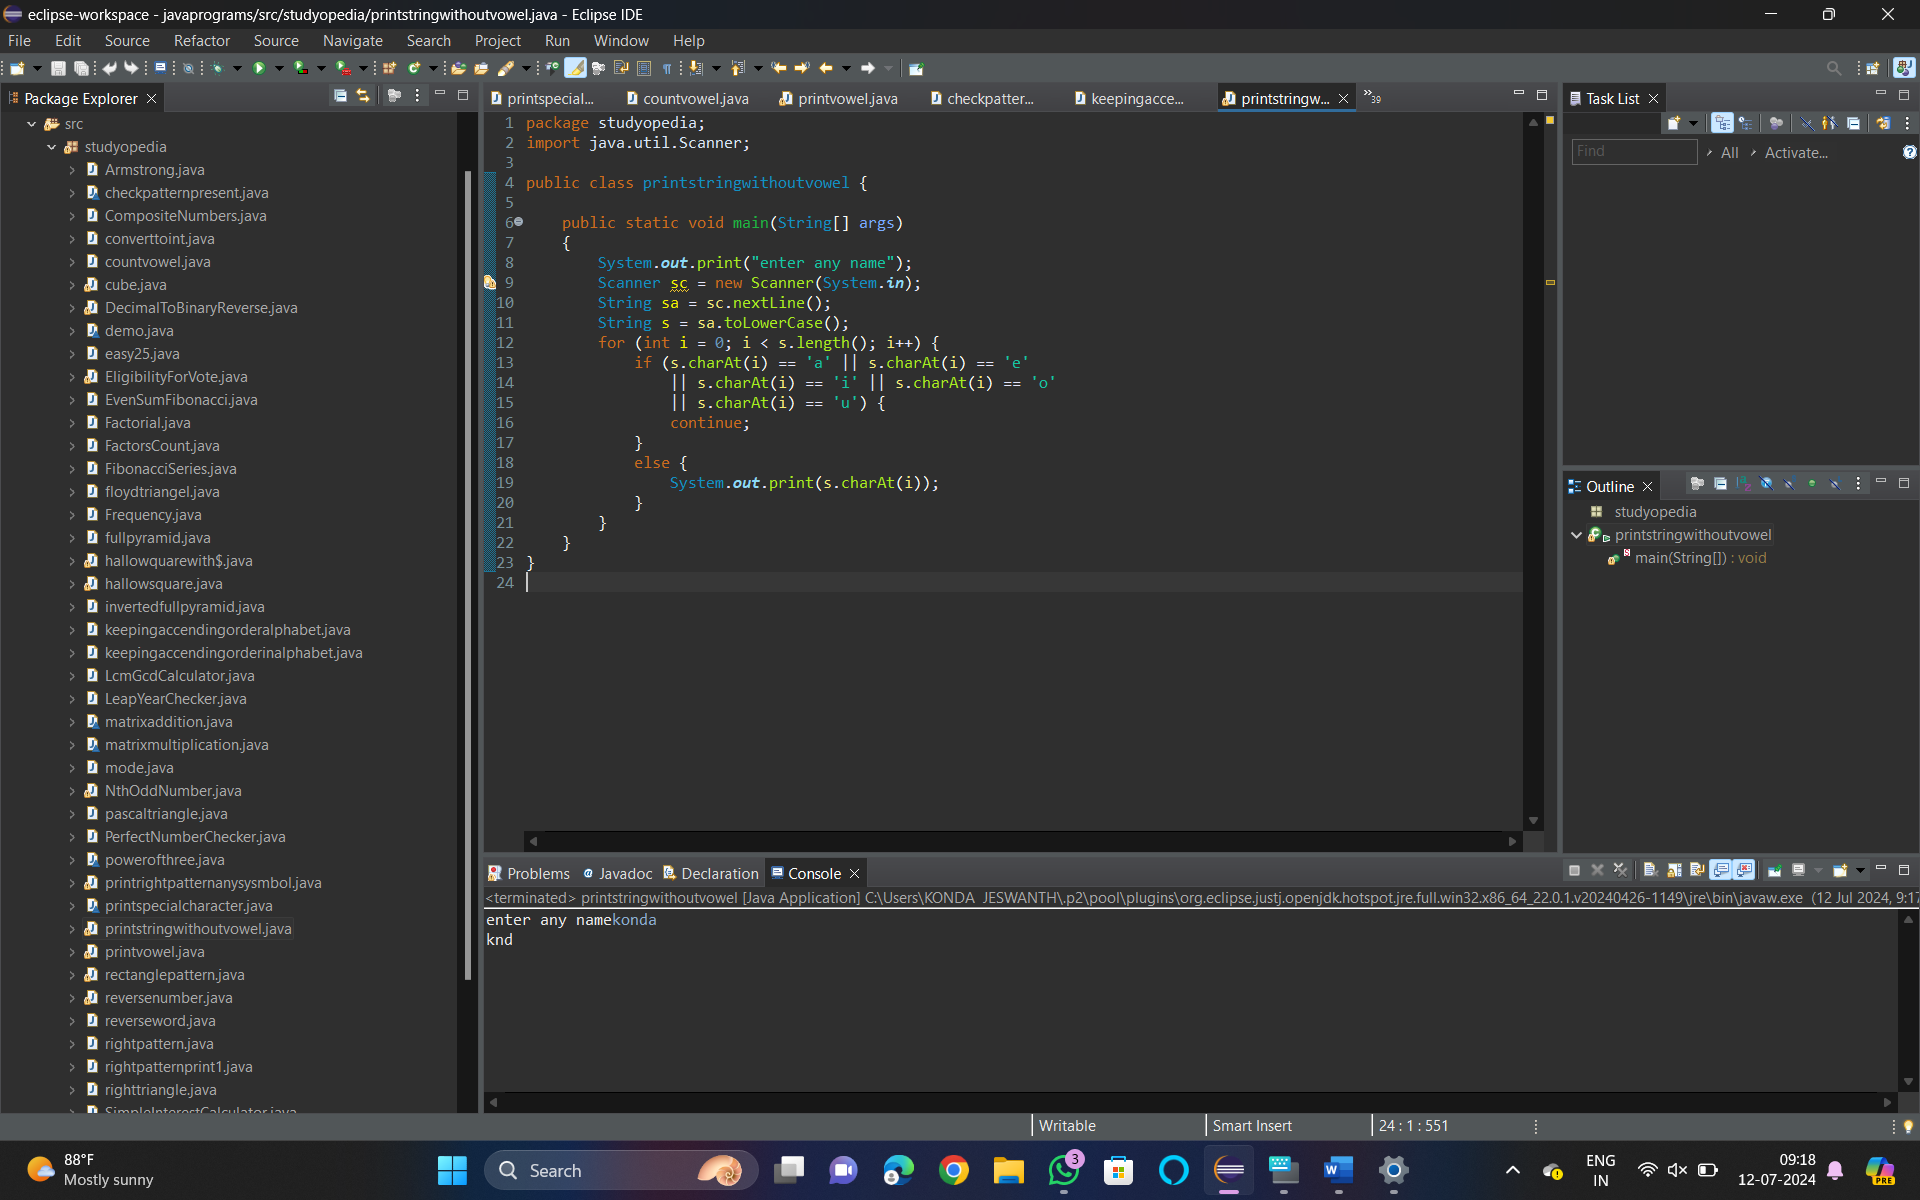 eclipse-workspace - javaprograms/src/studyopedia/printstringwithoutvowel.java - Eclipse IDE
File Edit Source Refactor Source Navigate Search Project Run Window Help
Package Explorer
src
studyopedia
Armstrong.java
checkpatternpresent.java
CompositeNumbers.java
converttoint.java
countvowel.java
cube.java
DecimalToBinaryReverse.java
demo.java
easy25.java
EligibilityForVote.java
EvenSumFibonacci.java
Factorial.java
FactorsCount.java
FibonacciSeries.java
floydtriangel.java
Frequency.java
fullpyramid.java
hallowquarewith$.java
hallowsquare.java
invertedfullpyramid.java
keepingaccendingorderalphabet.java
keepingaccendingorderinalphabet.java
LcmGcdCalculator.java
LeapYearChecker.java
matrixaddition.java
matrixmultiplication.java
mode.java
NthOddNumber.java
pascaltriangle.java
PerfectNumberChecker.java
powerofthree.java
printrightpatternanysysmbol.java
printspecialcharacter.java
printstringwithoutvowel.java
printvowel.java
rectanglepattern.java
reversenumber.java
reverseword.java
rightpattern.java
rightpatternprint1.java
righttriangle.java
SimpleInterestCalculator.java
printspecial... countvowel.java printvowel.java checkpatter... keepingacce... printstringw... »39
1 package studyopedia;
2 import java.util.Scanner;
3
4 public class printstringwithoutvowel {
5
6 public static void main(String[] args)
7 {
8 System.out.print("enter any name");
9 Scanner sc = new Scanner(System.in);
10 String sa = sc.nextLine();
11 String s = sa.toLowerCase();
12 for (int i = 0; i < s.length(); i++) {
13 if (s.charAt(i) == 'a' || s.charAt(i) == 'e'
14 || s.charAt(i) == 'i' || s.charAt(i) == 'o'
15 || s.charAt(i) == 'u') {
16 continue;
17 }
18 else {
19 System.out.print(s.charAt(i));
20 }
21 }
22 }
23 }
24
Task List
Find All Activate...
Outline
studyopedia
printstringwithoutvowel
main(String[]) : void
Problems @ Javadoc Declaration Console
<terminated> printstringwithoutvowel [Java Application] C:\Users\KONDA JESWANTH\.p2\pool\plugins\org.eclipse.justj.openjdk.hotspot.jre.full.win32.x86_64_22.0.1.v20240426-1149\jre\bin\javaw.exe (12 Jul 2024, 9:17
enter any namekonda
knd
Writable Smart Insert 24 : 1 : 551
88°F
Mostly sunny
Search
3
ENG
IN
09:18
12-07-2024
PRE